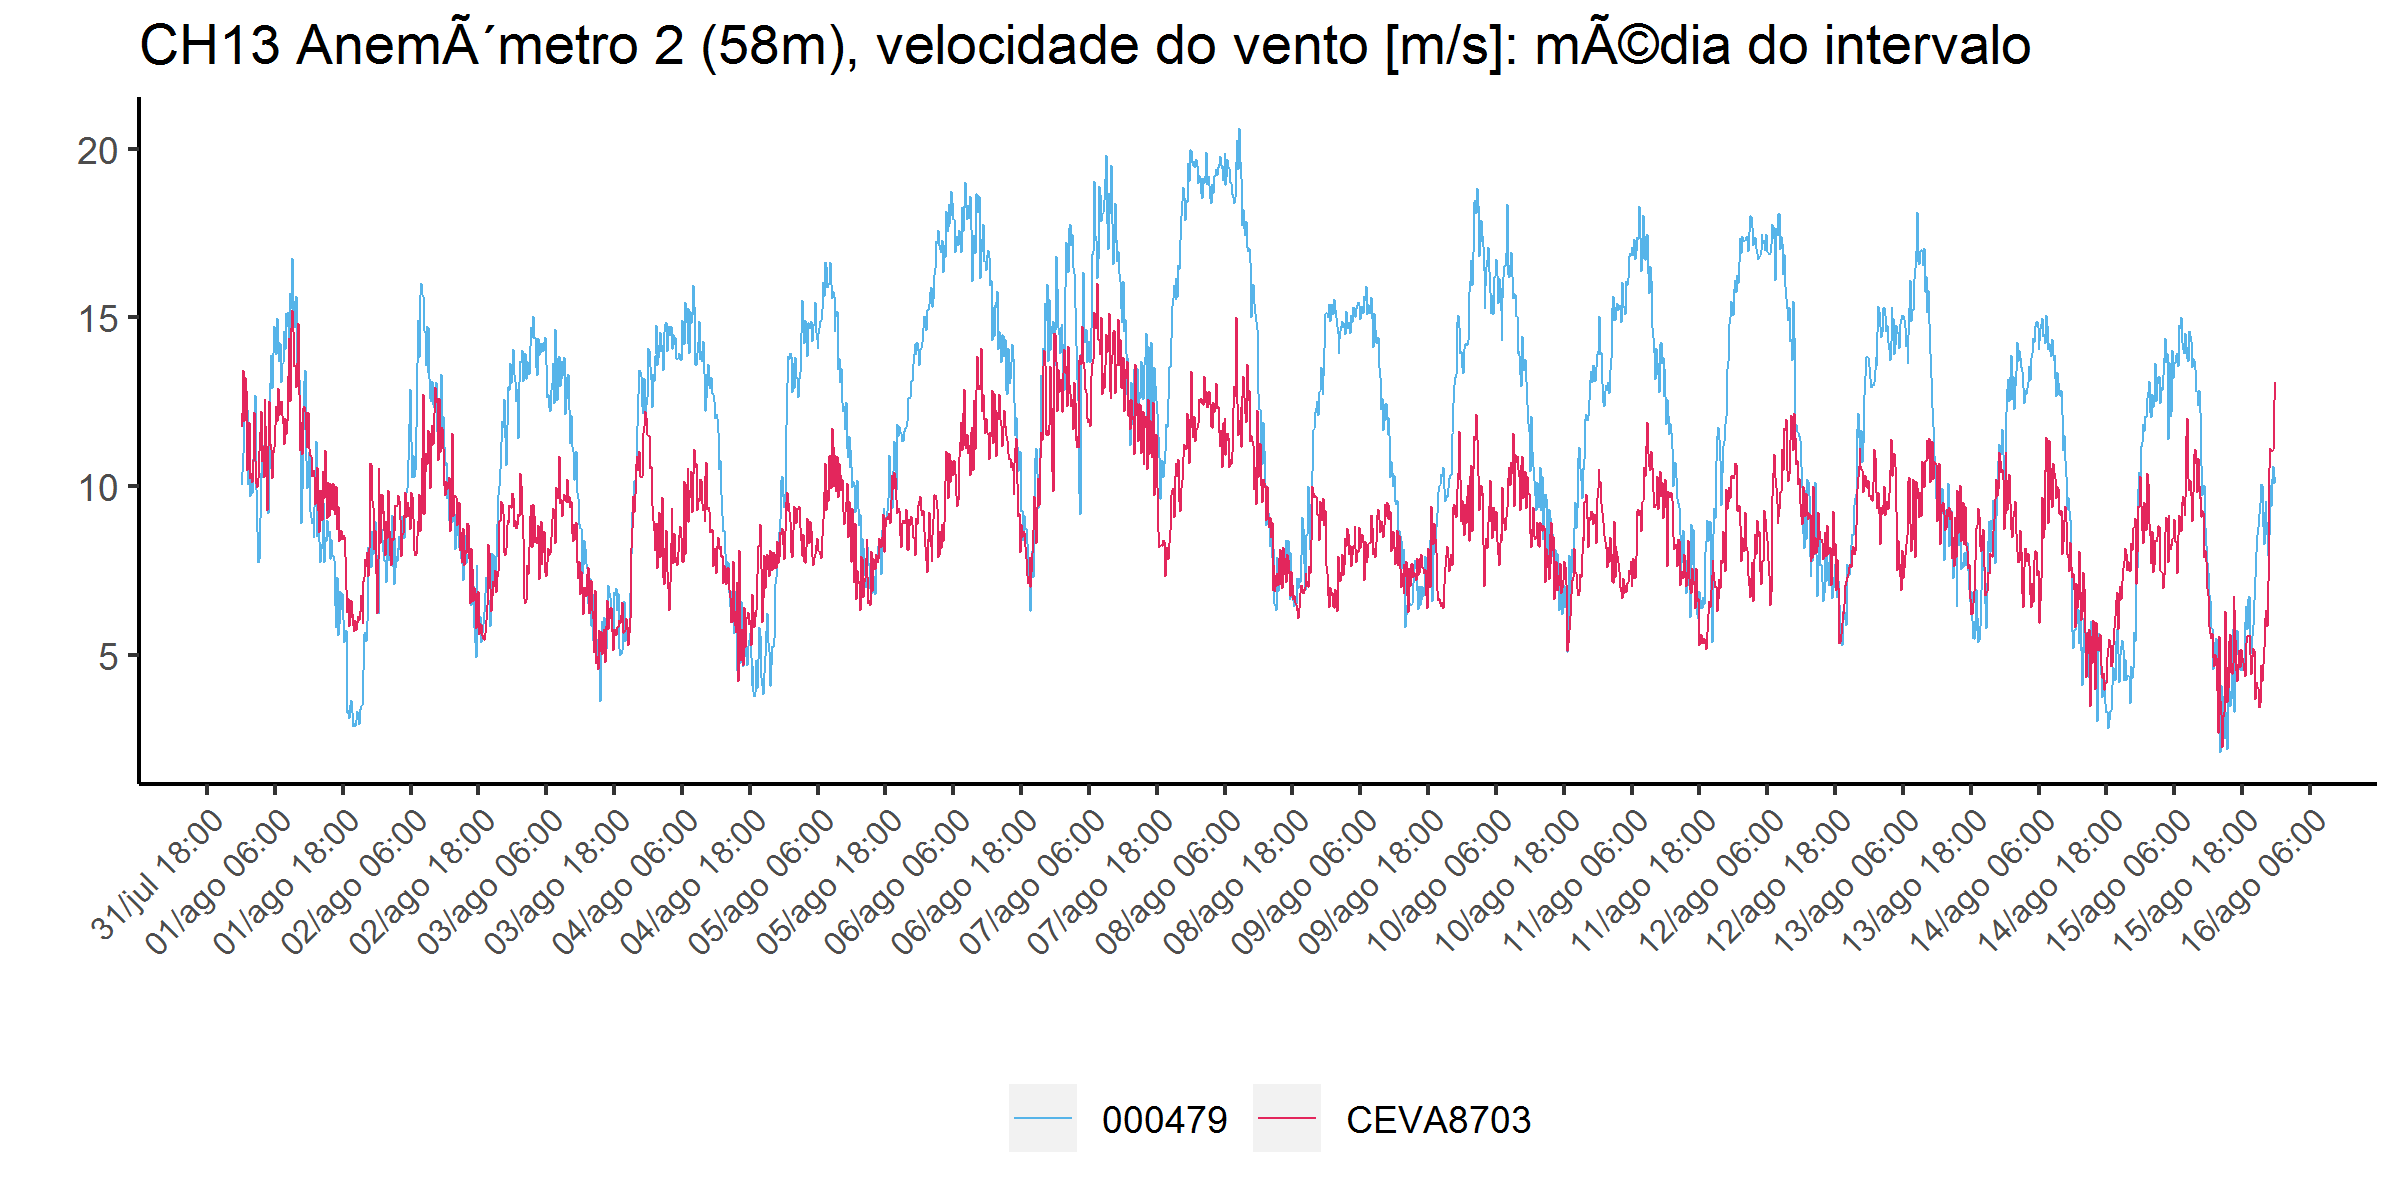 CH13 AnemÃ´metro 2 (58m), velocidade do vento [m/s]: mÃ©dia do intervalo
20
15
10
5
31/jul 18:00
01/ago 06:00
01/ago 18:00
02/ago 06:00
02/ago 18:00
03/ago 06:00
03/ago 18:00
04/ago 06:00
04/ago 18:00
05/ago 06:00
05/ago 18:00
06/ago 06:00
06/ago 18:00
07/ago 06:00
07/ago 18:00
08/ago 06:00
08/ago 18:00
09/ago 06:00
09/ago 18:00
10/ago 06:00
10/ago 18:00
11/ago 06:00
11/ago 18:00
12/ago 06:00
12/ago 18:00
13/ago 06:00
13/ago 18:00
14/ago 06:00
14/ago 18:00
15/ago 06:00
15/ago 18:00
16/ago 06:00
000479
CEVA8703